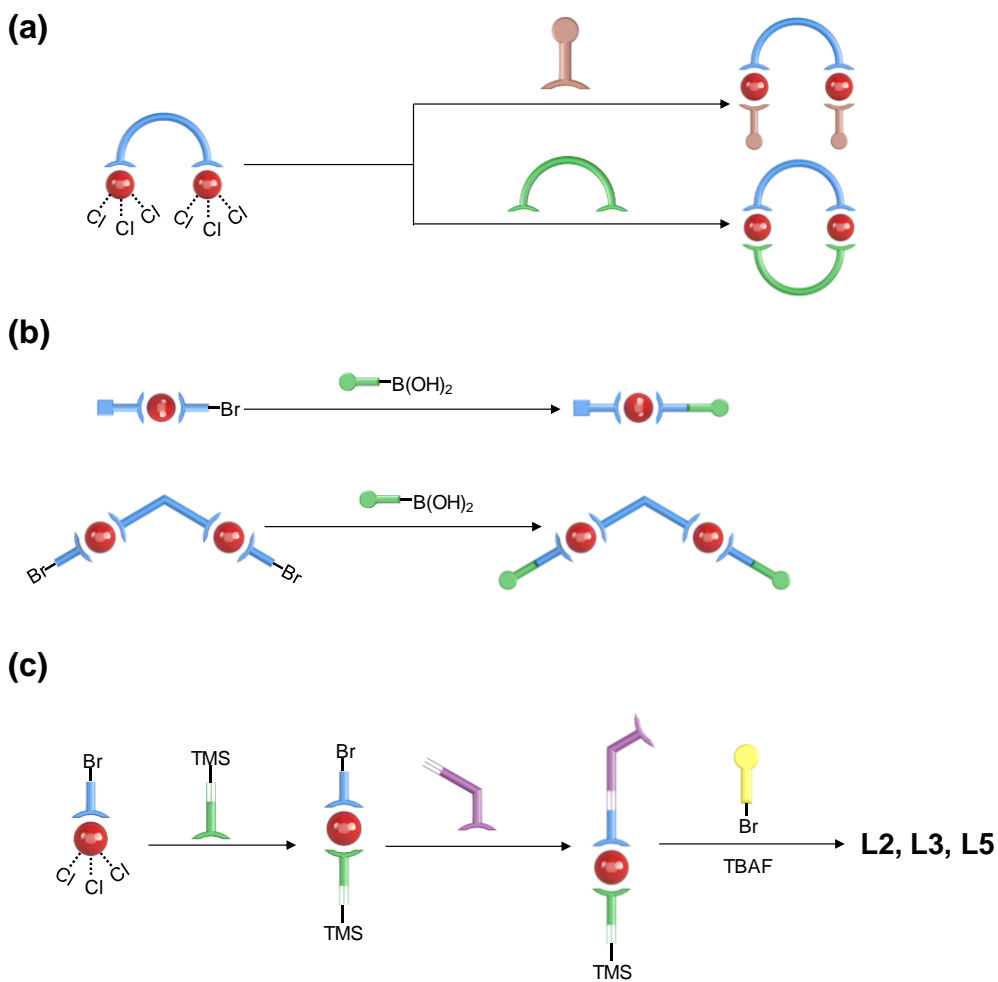 (a)
Cl Cl Cl Cl Cl Cl
(b)
B(OH)2
Br
B(OH)2
Br Br
(c)
TMS
Br
Br
Br
TBAF
L2, L3, L5
Cl Cl Cl
TMS
TMS